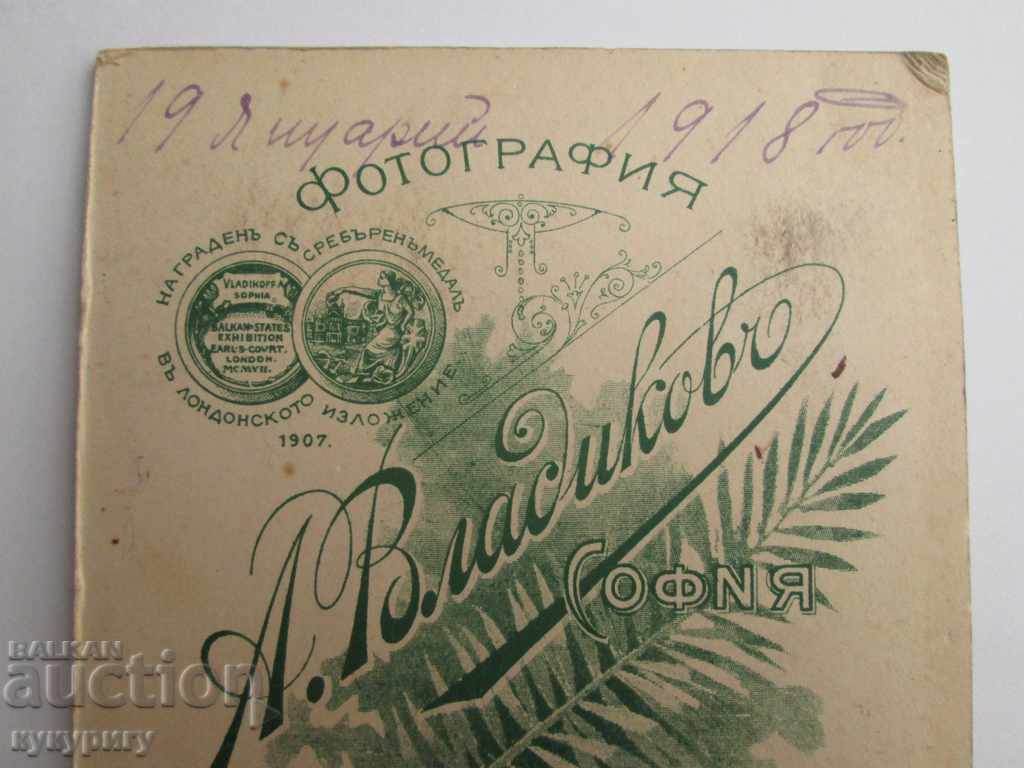 19 Януарий 1918 год.
ФОТОГРАФИЯ
НАГРАДЕНЪ СЪ СРЕБЪРЕНЪ МЕДАЛЪ
ВЪ ЛОНДОНСКОТО ИЗЛОЖЕНИЕ
1907.
VLADIKOFF A
SOPHIA
BALKAN STATES
EXHIBITION
EARL'S COURT.
LONDON.
MCMVII.
А. Владиковъ
СОФИЯ
BALKAN
auction
кукуригу